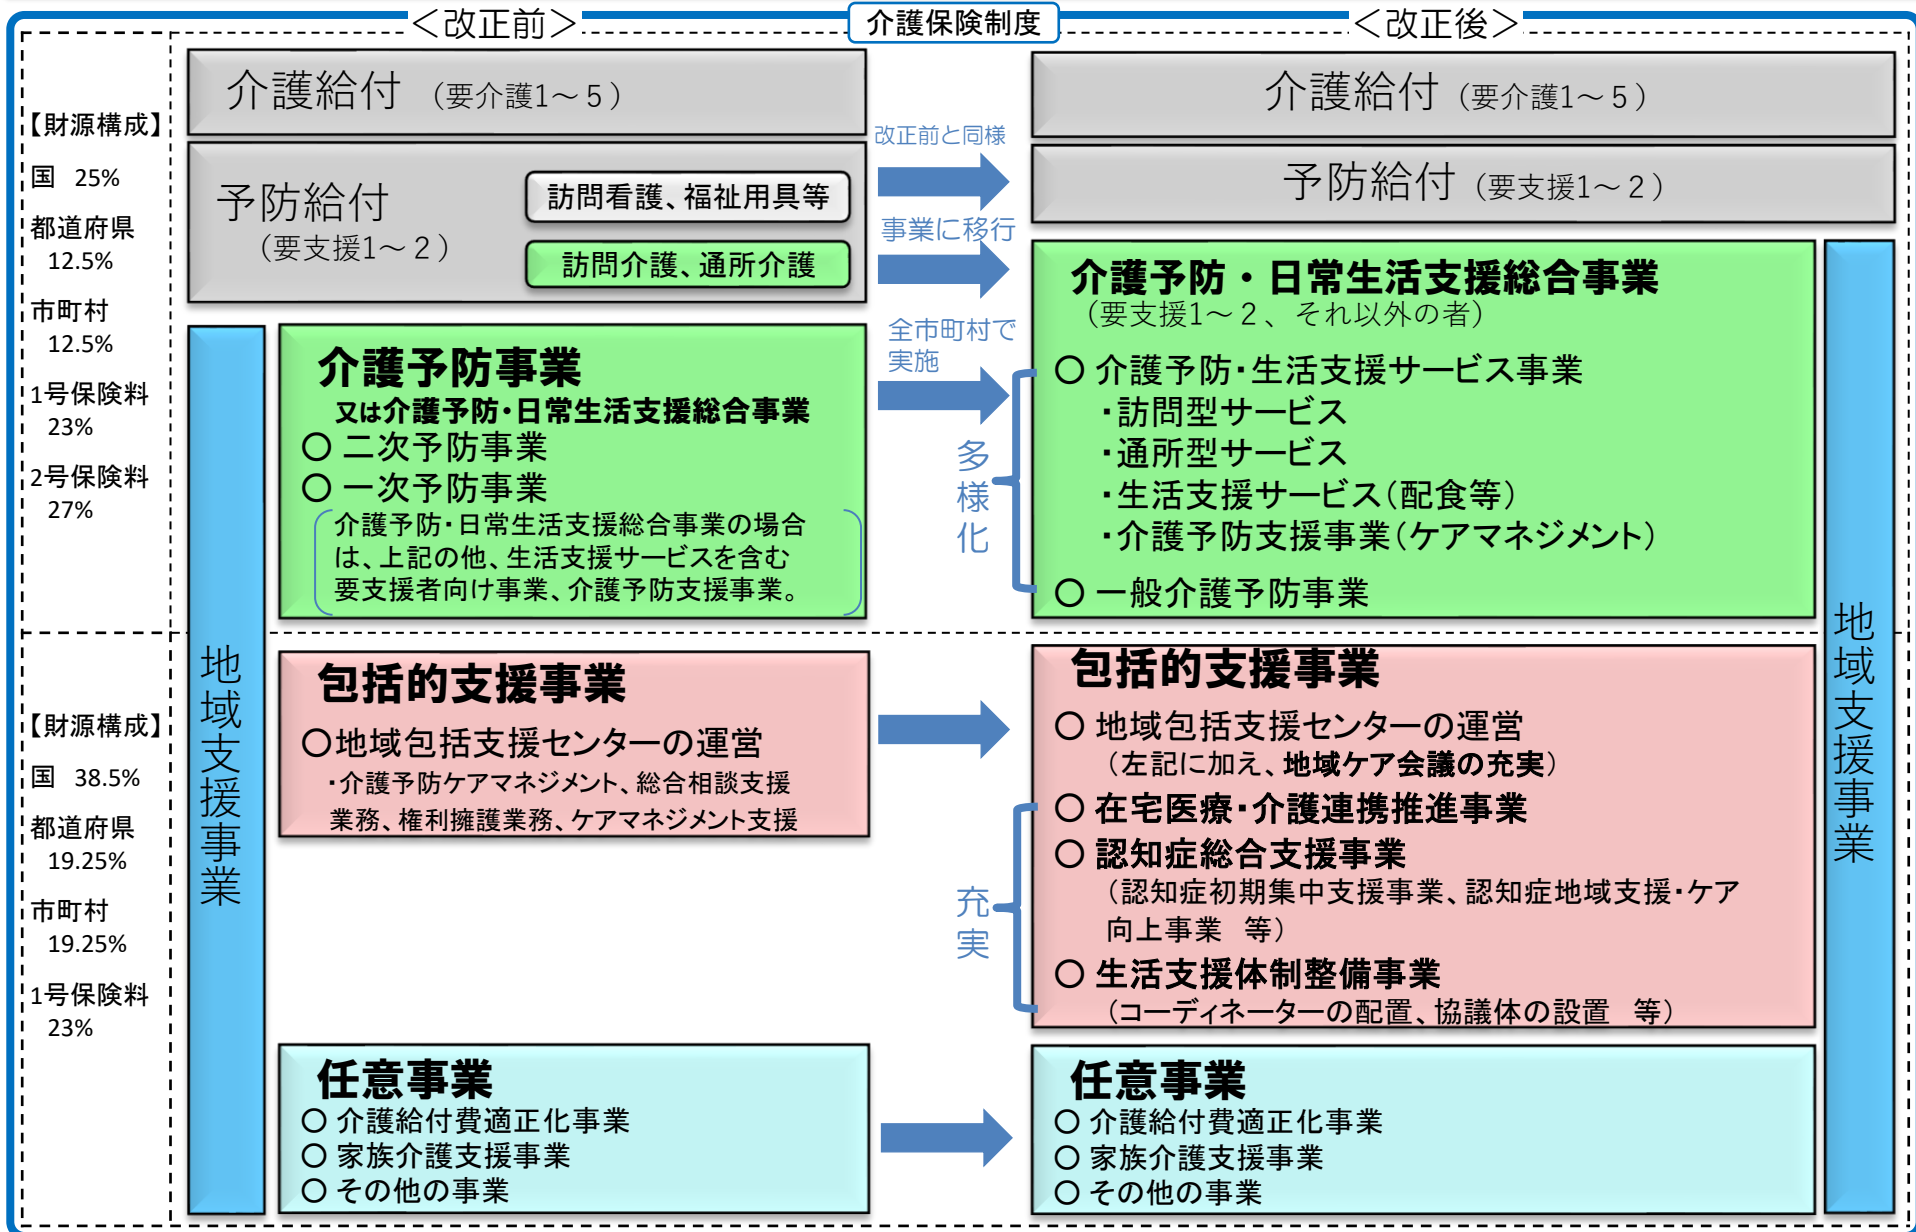 介護保険制度
＜改正前＞
＜改正後＞
【財源構成】
国 25%
都道府県
12.5%
市町村
12.5%
1号保険料
23%
2号保険料
27%
【財源構成】
国 38.5%
都道府県
19.25%
市町村
19.25%
1号保険料
23%
介護給付 （要介護1～５）
予防給付
（要支援1～２）
訪問看護、福祉用具等
訪問介護、通所介護
地域支援事業
介護予防事業
又は介護予防・日常生活支援総合事業
○ 二次予防事業
○ 一次予防事業
介護予防・日常生活支援総合事業の場合
は、上記の他、生活支援サービスを含む
要支援者向け事業、介護予防支援事業。
包括的支援事業
○地域包括支援センターの運営
・介護予防ケアマネジメント、総合相談支援
業務、権利擁護業務、ケアマネジメント支援
任意事業
○ 介護給付費適正化事業
○ 家族介護支援事業
○ その他の事業
改正前と同様
事業に移行
全市町村で
実施
多様化
充実
介護給付 （要介護1～５）
予防給付 （要支援1～２）
介護予防・日常生活支援総合事業
（要支援1～２、それ以外の者）
○ 介護予防・生活支援サービス事業
・訪問型サービス
・通所型サービス
・生活支援サービス（配食等）
・介護予防支援事業（ケアマネジメント）
○ 一般介護予防事業
包括的支援事業
○ 地域包括支援センターの運営
（左記に加え、地域ケア会議の充実）
○ 在宅医療・介護連携推進事業
○ 認知症総合支援事業
（認知症初期集中支援事業、認知症地域支援・ケア
向上事業 等）
○ 生活支援体制整備事業
（コーディネーターの配置、協議体の設置 等）
任意事業
○ 介護給付費適正化事業
○ 家族介護支援事業
○ その他の事業
地域支援事業